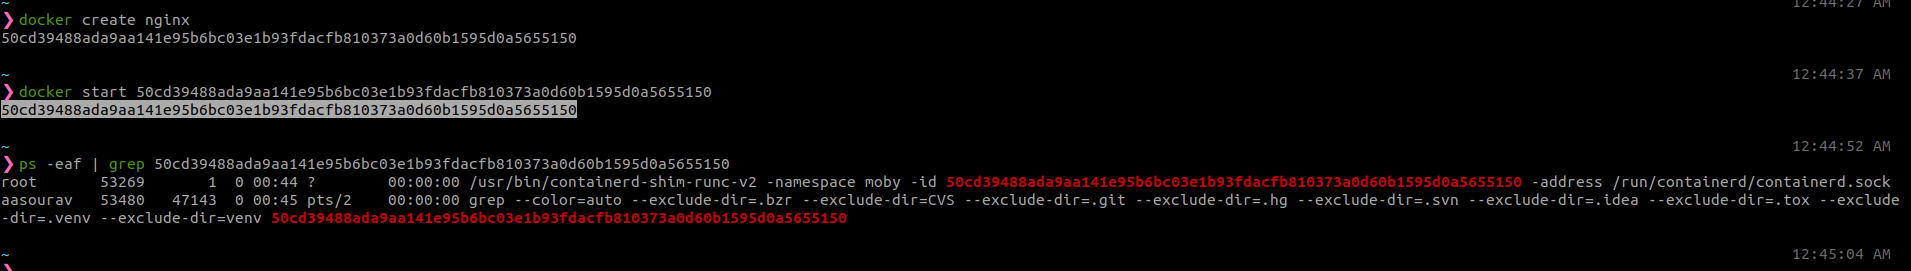 ~ 12:44:27 AM
❯ docker create nginx
50cd39488ada9aa141e95b6bc03e1b93fdacfb810373a0d60b1595d0a5655150
~ 12:44:37 AM
❯ docker start 50cd39488ada9aa141e95b6bc03e1b93fdacfb810373a0d60b1595d0a5655150
50cd39488ada9aa141e95b6bc03e1b93fdacfb810373a0d60b1595d0a5655150
~ 12:44:52 AM
❯ ps -eaf | grep 50cd39488ada9aa141e95b6bc03e1b93fdacfb810373a0d60b1595d0a5655150
root 53269 1 0 00:44 ? 00:00:00 /usr/bin/containerd-shim-runc-v2 -namespace moby -id 50cd39488ada9aa141e95b6bc03e1b93fdacfb810373a0d60b1595d0a5655150 -address /run/containerd/containerd.sock
aasourav 53480 47143 0 00:45 pts/2 00:00:00 grep --color=auto --exclude-dir=.bzr --exclude-dir=CVS --exclude-dir=.git --exclude-dir=.hg --exclude-dir=.svn --exclude-dir=.idea --exclude-dir=.tox --exclude
-dir=.venv --exclude-dir=venv 50cd39488ada9aa141e95b6bc03e1b93fdacfb810373a0d60b1595d0a5655150
~ 12:45:04 AM
❯